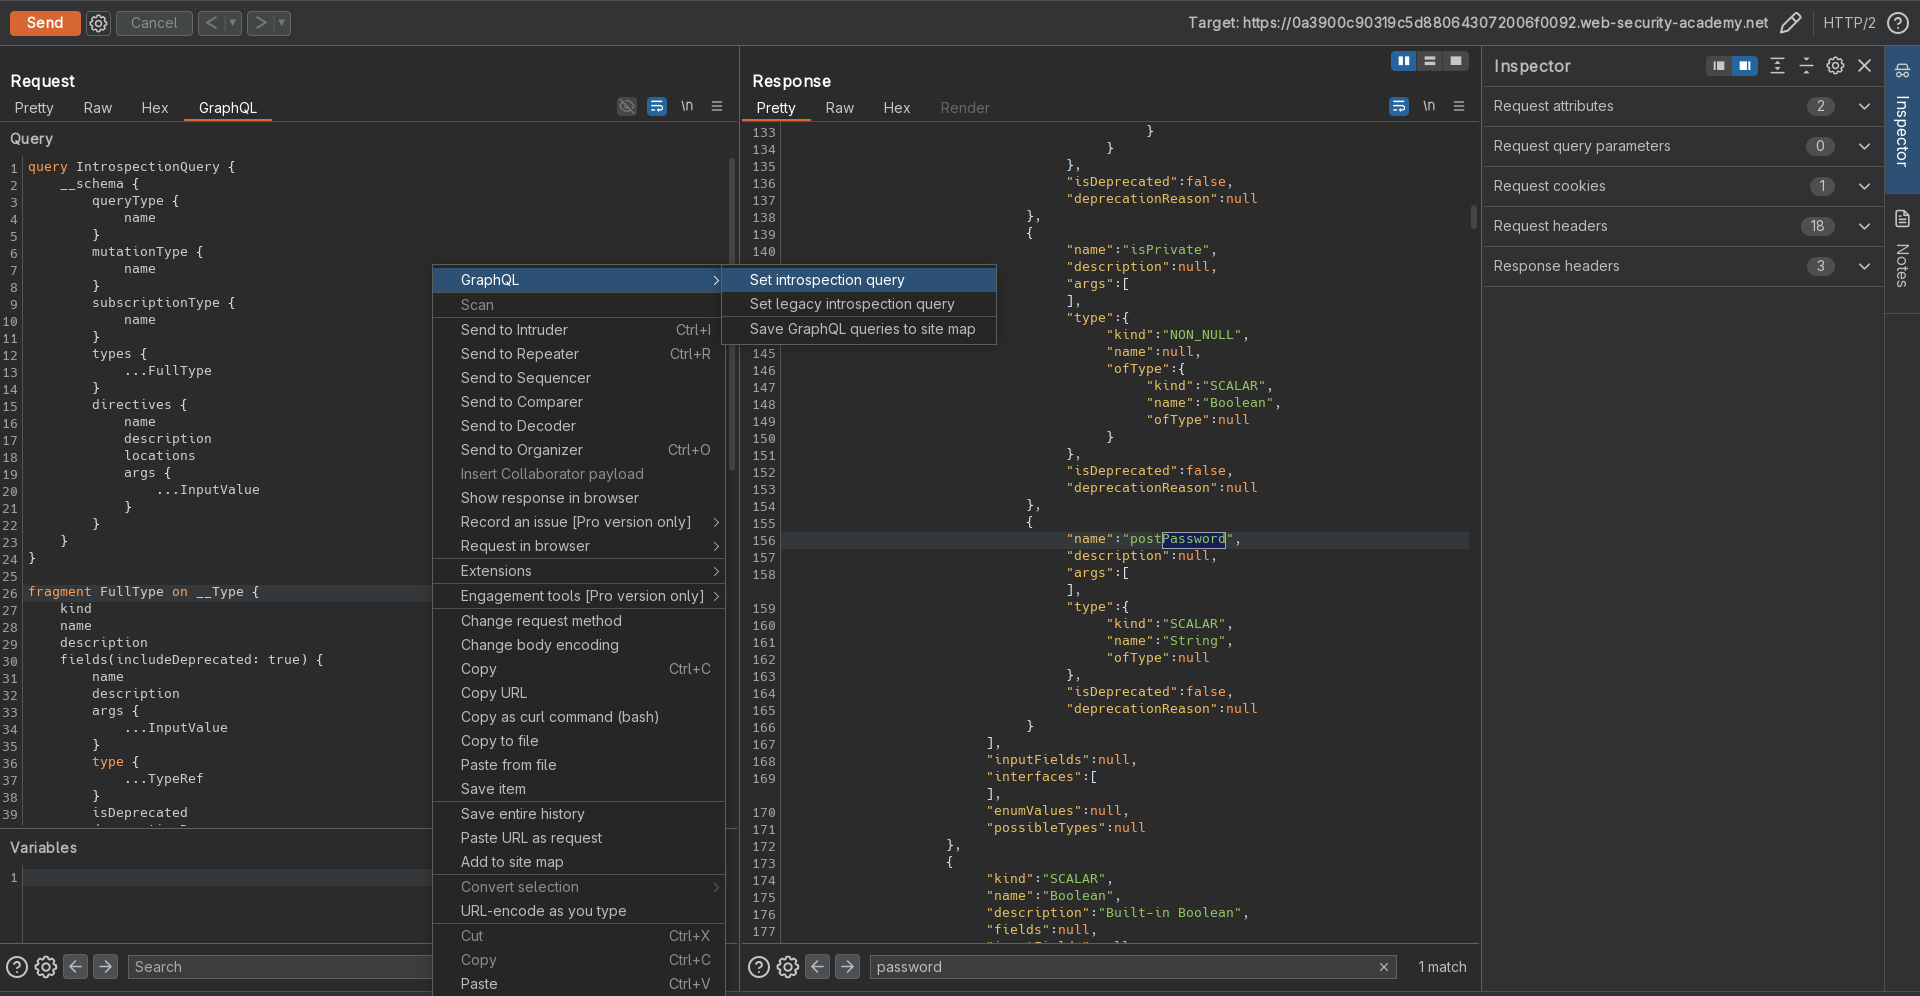 Send
Cancel
Target: https://0a3900c90319c5d880643072006f0092.web-security-academy.net
HTTP/2
Request
Pretty
Raw
Hex
GraphQL
\n
Query
1 query IntrospectionQuery {
2 __schema {
3 queryType {
4 name
5 }
6 mutationType {
7 name
8 }
9 subscriptionType {
10 name
11 }
12 types {
13 ...FullType
14 }
15 directives {
16 name
17 description
18 locations
19 args {
20 ...InputValue
21 }
22 }
23 }
24 }
25
26 fragment FullType on __Type {
27 kind
28 name
29 description
30 fields(includeDeprecated: true) {
31 name
32 description
33 args {
34 ...InputValue
35 }
36 type {
37 ...TypeRef
38 }
39 isDeprecated
Variables
1
Search
GraphQL
Scan
Send to Intruder Ctrl+I
Send to Repeater Ctrl+R
Send to Sequencer
Send to Comparer
Send to Decoder
Send to Organizer Ctrl+O
Insert Collaborator payload
Show response in browser
Record an issue [Pro version only]
Request in browser
Extensions
Engagement tools [Pro version only]
Change request method
Change body encoding
Copy Ctrl+C
Copy URL
Copy as curl command (bash)
Copy to file
Paste from file
Save item
Save entire history
Paste URL as request
Add to site map
Convert selection
URL-encode as you type
Cut Ctrl+X
Copy Ctrl+C
Paste Ctrl+V
Set introspection query
Set legacy introspection query
Save GraphQL queries to site map
Response
Pretty
Raw
Hex
Render
\n
133 }
134 }
135 },
136 "isDeprecated":false,
137 "deprecationReason":null
138 },
139 {
140 "name":"isPrivate",
"description":null,
"args":[
],
"type":{
"kind":"NON_NULL",
145 "name":null,
146 "ofType":{
147 "kind":"SCALAR",
148 "name":"Boolean",
149 "ofType":null
150 }
151 },
152 "isDeprecated":false,
153 "deprecationReason":null
154 },
155 {
156 "name":"postPassword",
157 "description":null,
158 "args":[
],
159 "type":{
160 "kind":"SCALAR",
161 "name":"String",
162 "ofType":null
163 },
164 "isDeprecated":false,
165 "deprecationReason":null
166 }
167 ],
168 "inputFields":null,
169 "interfaces":[
],
170 "enumValues":null,
171 "possibleTypes":null
172 },
173 {
174 "kind":"SCALAR",
175 "name":"Boolean",
176 "description":"Built-in Boolean",
177 "fields":null,
password
1 match
Inspector
Request attributes 2
Request query parameters 0
Request cookies 1
Request headers 18
Response headers 3
Inspector
Notes